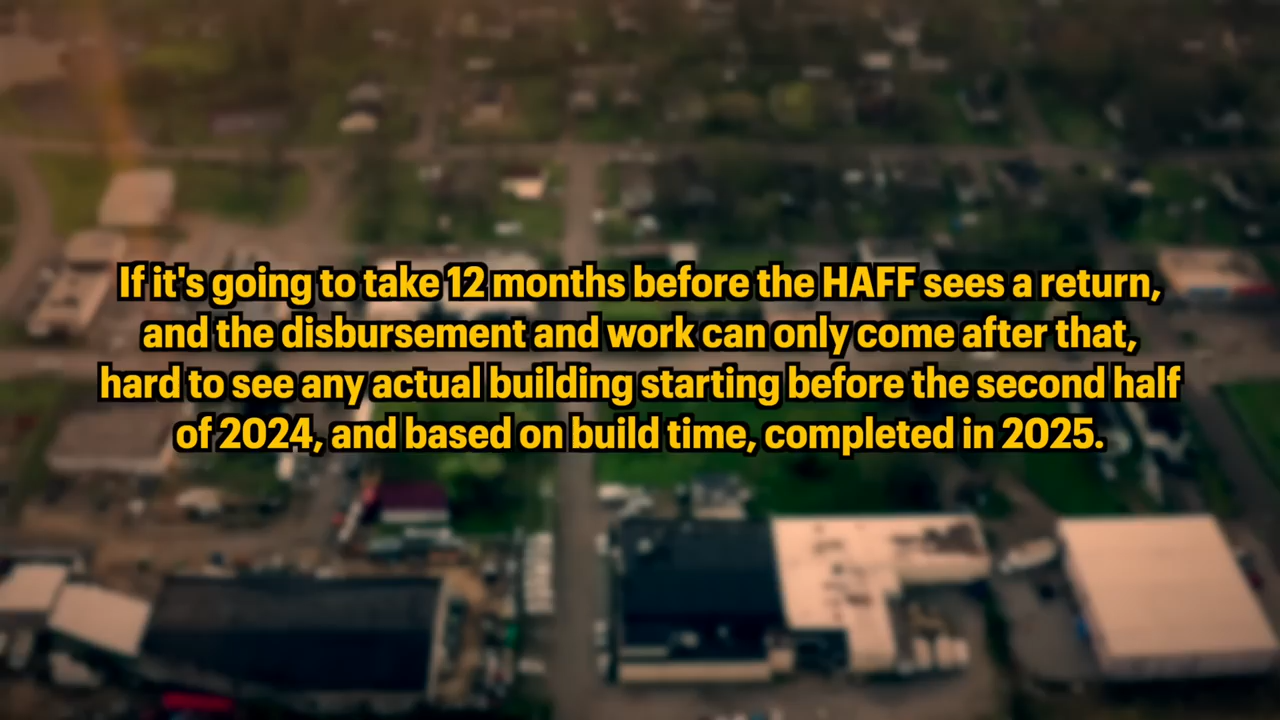 If it's going to take 12 months before the HAFF sees a return,
and the disbursement and work can only come after that,
hard to see any actual building starting before the second half
of 2024, and based on build time, completed in 2025.